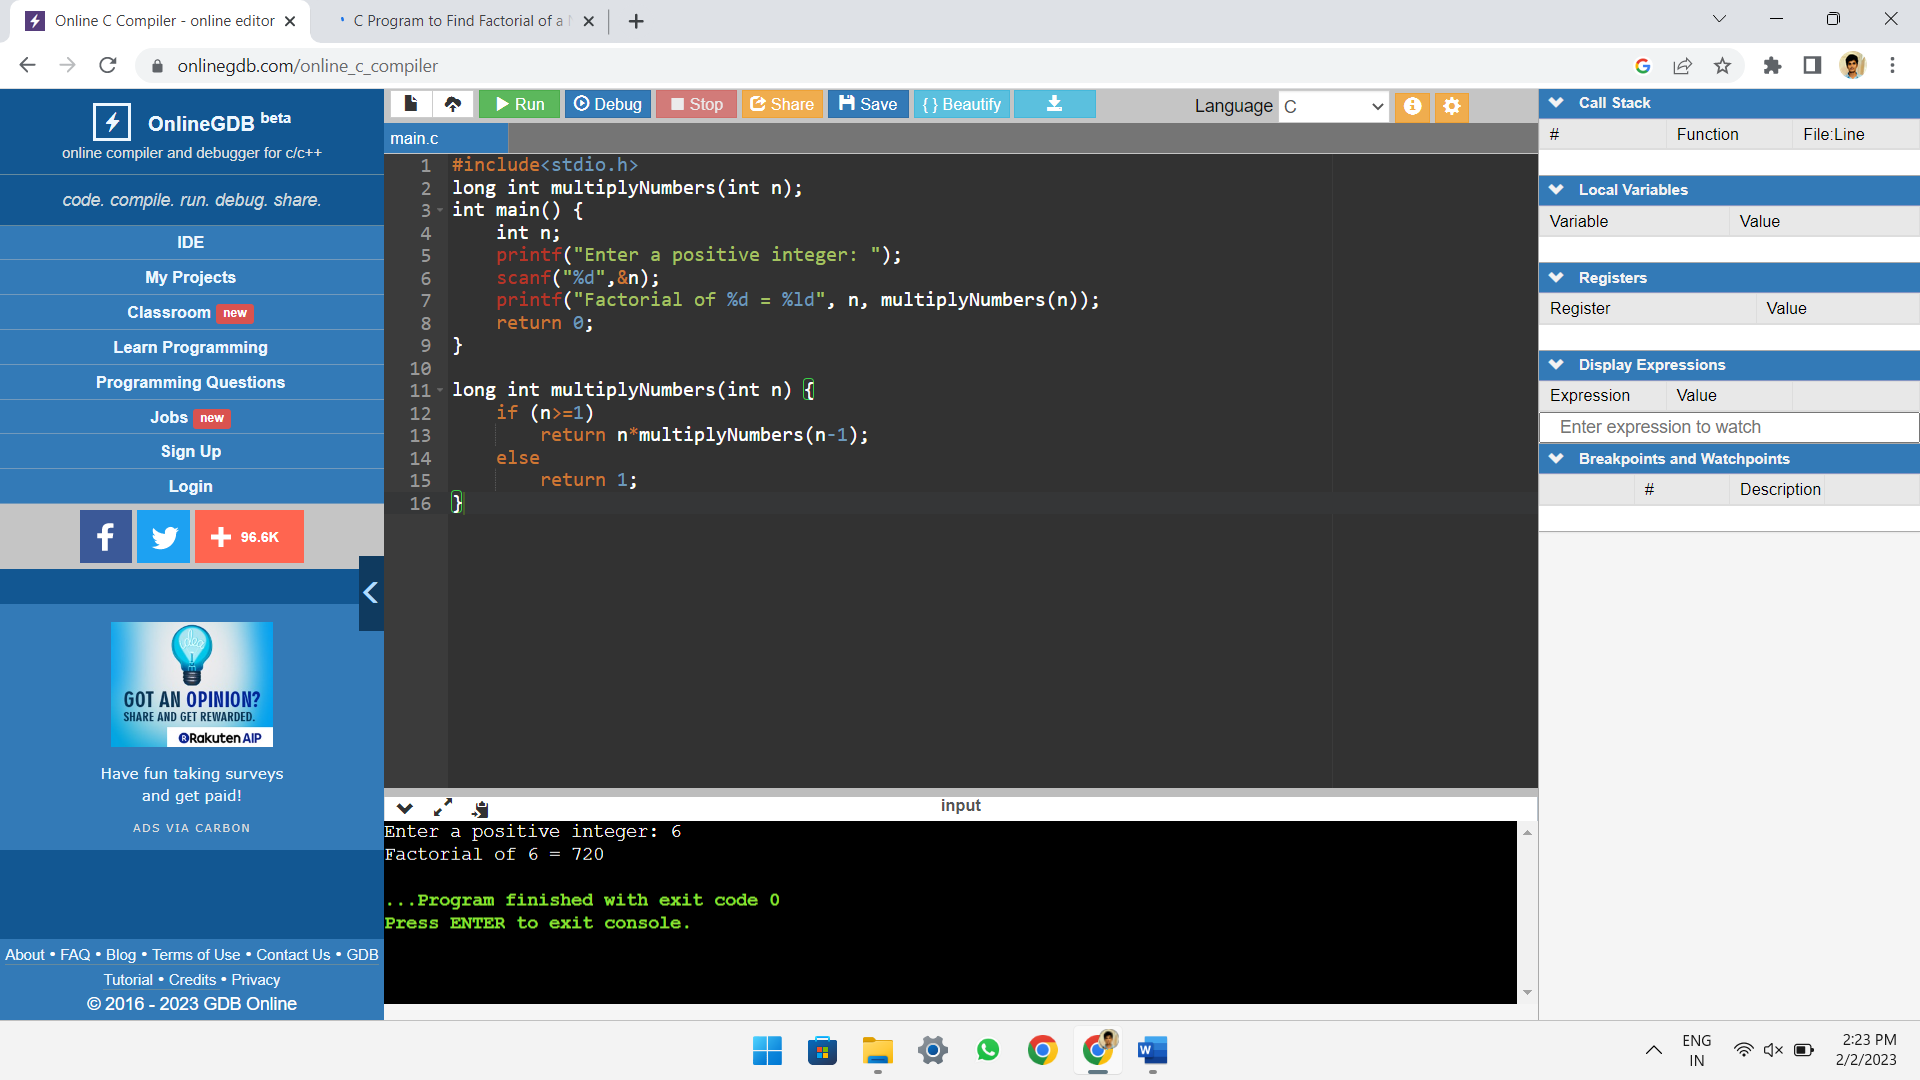 Online C Compiler - online editor
C Program to Find Factorial of a
onlinegdb.com/online_c_compiler
OnlineGDB beta
online compiler and debugger for c/c++
code. compile. run. debug. share.
IDE
My Projects
Classroom new
Learn Programming
Programming Questions
Jobs new
Sign Up
Login
96.6K
GOT AN OPINION?
SHARE AND GET REWARDED.
Rakuten AIP
Have fun taking surveys
and get paid!
ADS VIA CARBON
About • FAQ • Blog • Terms of Use • Contact Us • GDB
Tutorial • Credits • Privacy
© 2016 - 2023 GDB Online
Run Debug Stop Share Save { } Beautify
Language C
main.c
1 #include<stdio.h>
2 long int multiplyNumbers(int n);
3 int main() {
4     int n;
5     printf("Enter a positive integer: ");
6     scanf("%d",&n);
7     printf("Factorial of %d = %ld", n, multiplyNumbers(n));
8     return 0;
9 }
10
11 long int multiplyNumbers(int n) {
12     if (n>=1)
13         return n*multiplyNumbers(n-1);
14     else
15         return 1;
16 }
input
Enter a positive integer: 6
Factorial of 6 = 720
...Program finished with exit code 0
Press ENTER to exit console.
Call Stack
# Function File:Line
Local Variables
Variable Value
Registers
Register Value
Display Expressions
Expression Value
Enter expression to watch
Breakpoints and Watchpoints
# Description
ENG
IN
2:23 PM
2/2/2023